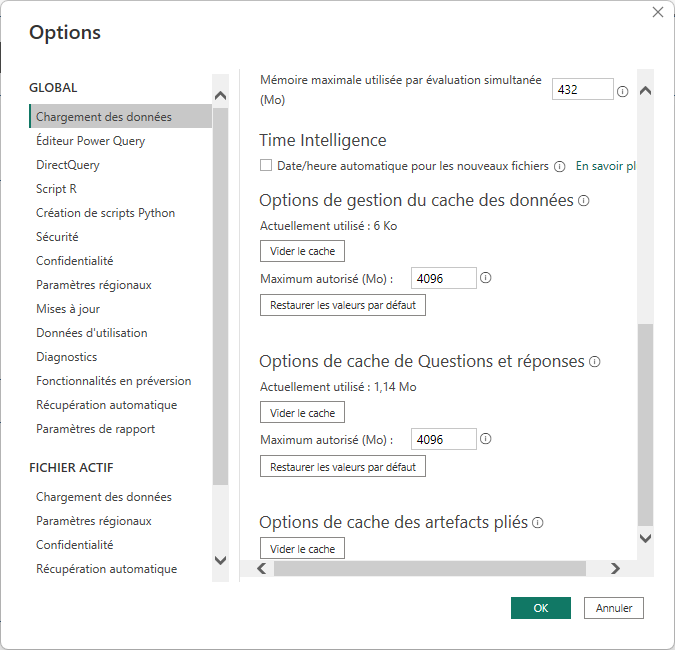 Options
GLOBAL
Chargement des données
Éditeur Power Query
DirectQuery
Script R
Création de scripts Python
Sécurité
Confidentialité
Paramètres régionaux
Mises à jour
Données d'utilisation
Diagnostics
Fonctionnalités en préversion
Récupération automatique
Paramètres de rapport
FICHIER ACTIF
Chargement des données
Paramètres régionaux
Confidentialité
Récupération automatique
Mémoire maximale utilisée par évaluation simultanée
(Mo)
432
Time Intelligence
Date/heure automatique pour les nouveaux fichiers En savoir pl
Options de gestion du cache des données
Actuellement utilisé : 6 Ko
Vider le cache
Maximum autorisé (Mo) : 4096
Restaurer les valeurs par défaut
Options de cache de Questions et réponses
Actuellement utilisé : 1,14 Mo
Vider le cache
Maximum autorisé (Mo) : 4096
Restaurer les valeurs par défaut
Options de cache des artefacts pliés
Vider le cache
OK
Annuler